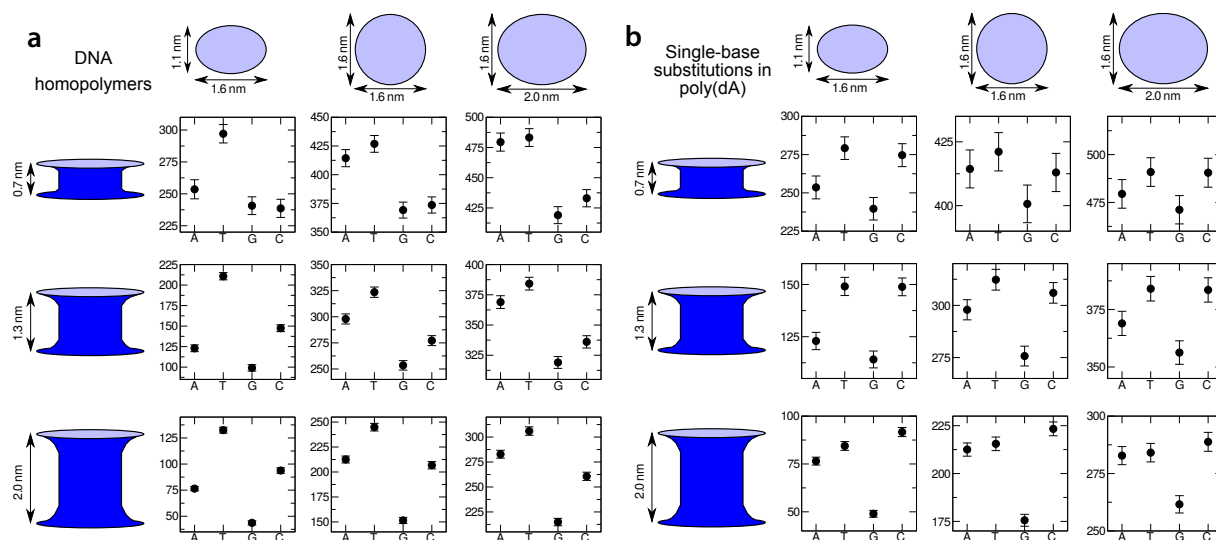 a
DNA
homopolymers
1.1 nm
1.6 nm
1.6 nm
1.6 nm
1.6 nm
2.0 nm
0.7 nm
300
275
250
225
A T G C
450
425
400
375
350
A T G C
500
475
450
425
A T G C
1.3 nm
225
200
175
150
125
100
A T G C
350
325
300
275
250
A T G C
400
375
350
325
A T G C
2.0 nm
125
100
75
50
A T G C
250
225
200
175
150
A T G C
300
275
250
225
A T G C
b
Single-base
substitutions in
poly(dA)
1.1 nm
1.6 nm
1.6 nm
1.6 nm
1.6 nm
2.0 nm
0.7 nm
300
275
250
225
A T G C
425
400
A T G C
500
475
A T G C
1.3 nm
150
125
A T G C
300
275
A T G C
375
350
A T G C
2.0 nm
100
75
50
A T G C
225
200
175
A T G C
300
285
270
250
A T G C